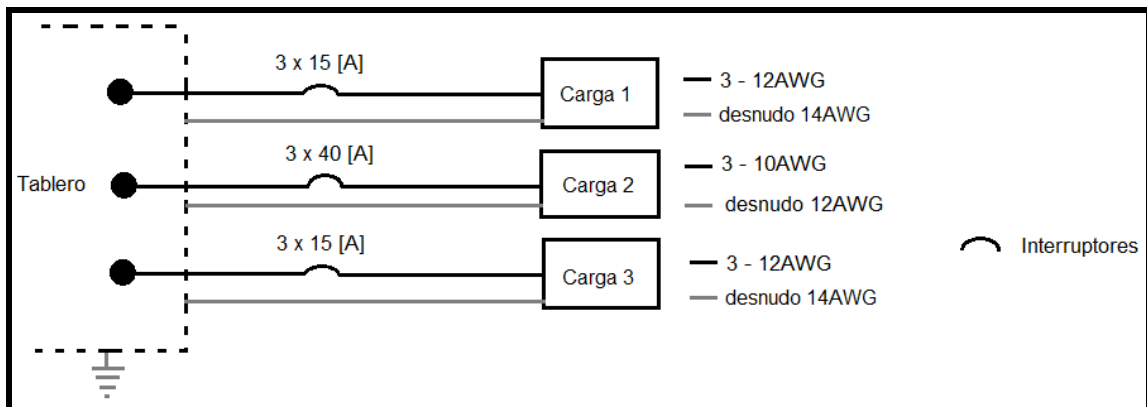 3 x 15 [A]
Carga 1
3 - 12AWG
desnudo 14AWG
3 x 40 [A]
Tablero
Carga 2
3 - 10AWG
desnudo 12AWG
3 x 15 [A]
Carga 3
3 - 12AWG
desnudo 14AWG
Interruptores